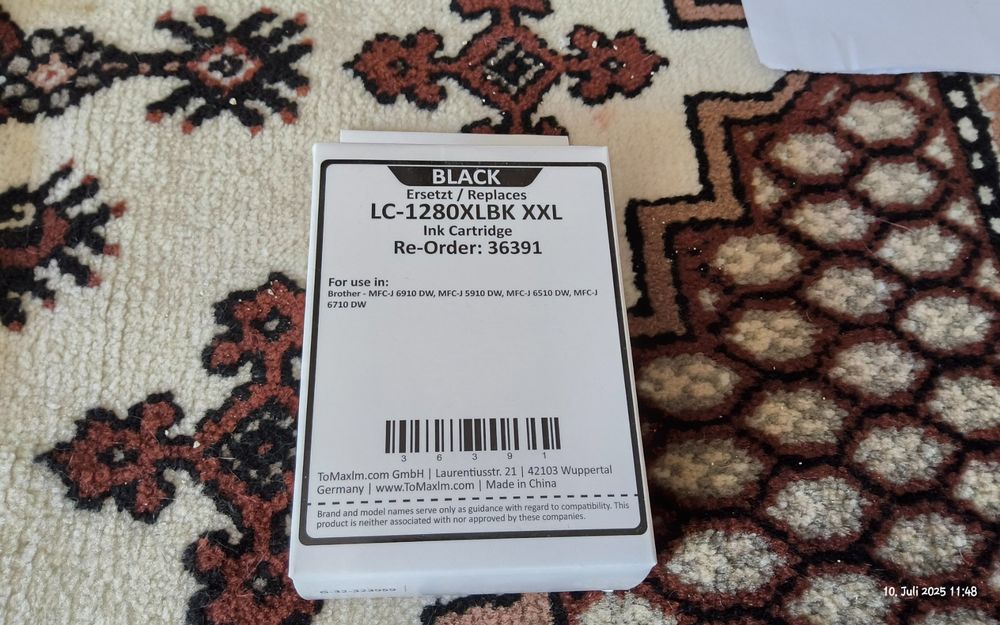 BLACK
Ersetzt / Replaces
LC-1280XLBK XXL
Ink Cartridge
Re-Order: 36391
For use in:
Brother - MFC-J 6910 DW, MFC-J 5910 DW, MFC-J 6510 DW, MFC-J
6710 DW
3 6 3 9 1
ToMaxlm.com GmbH | Laurentiusstr. 21 | 42103 Wuppertal
Germany | www.ToMaxlm.com | Made in China
Brand and model names serve only as guidance with regard to compatibility. This
product is neither associated with nor approved by these companies.
10. Juli 2025 11:48